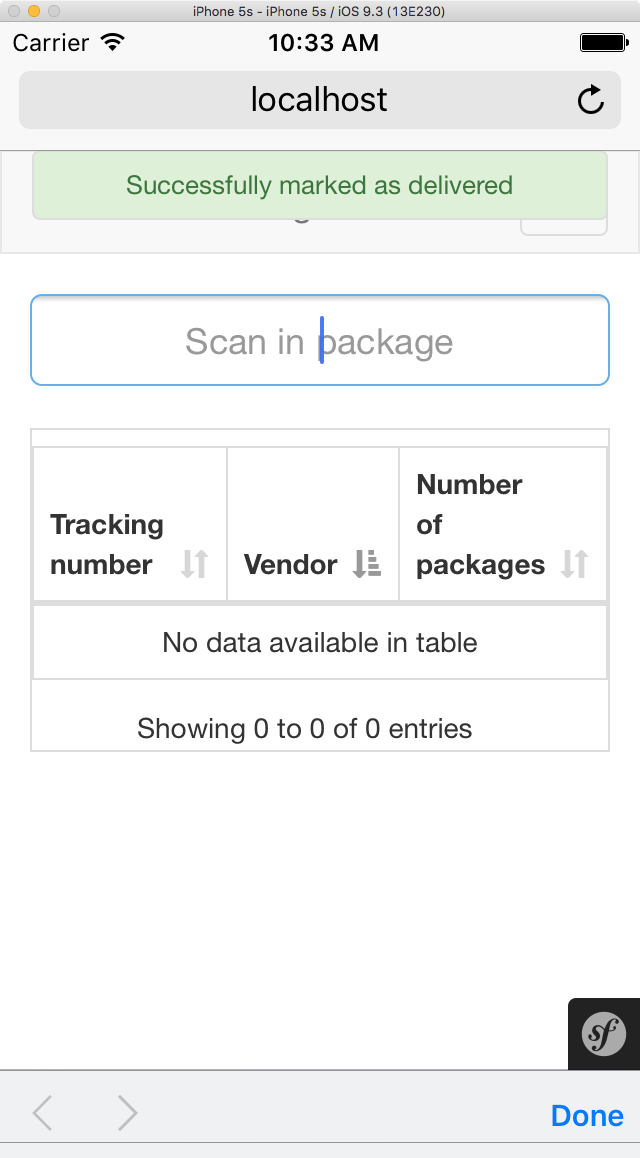 iPhone 5s - iPhone 5s / iOS 9.3 (13E230)
Carrier 10:33 AM
localhost
Successfully marked as delivered
Scan in package
Tracking number
Vendor
Number of packages
No data available in table
Showing 0 to 0 of 0 entries
sf
Done